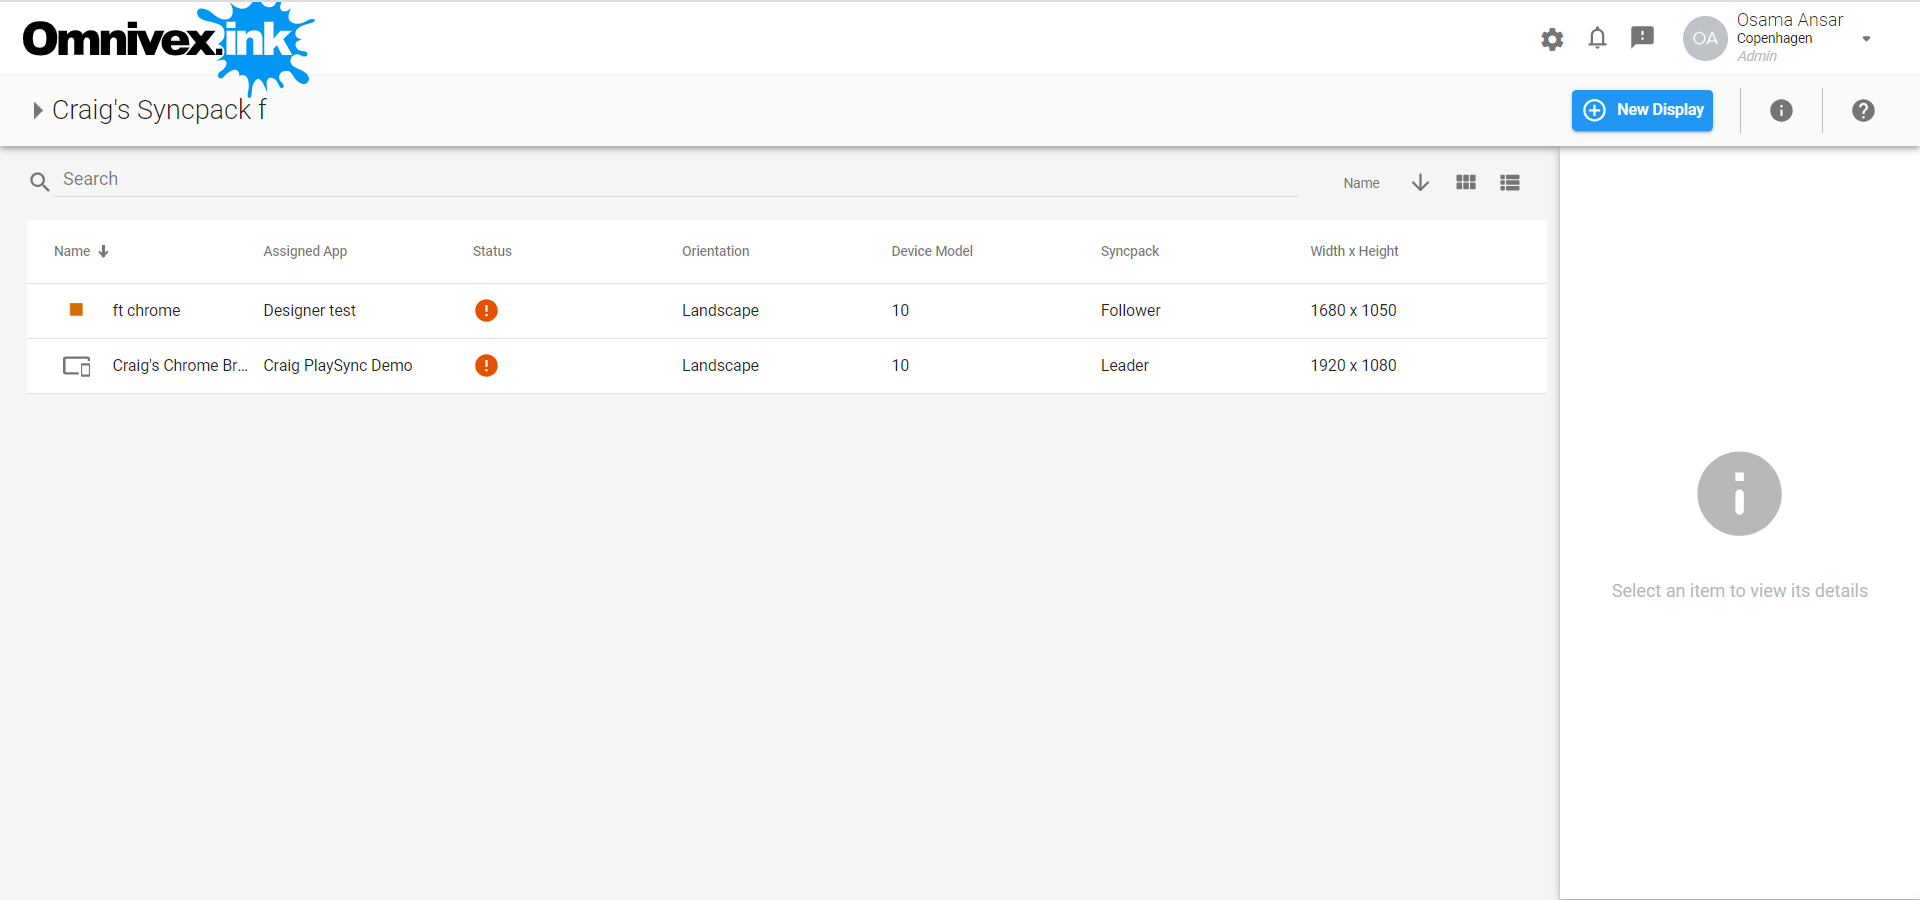 Omnivex.ink
OA
Osama Ansar
Copenhagen
Admin
Craig's Syncpack f
New Display
Search
Name
Name Assigned App Status Orientation Device Model Syncpack Width x Height
ft chrome Designer test Landscape 10 Follower 1680 x 1050
Craig's Chrome Br... Craig PlaySync Demo Landscape 10 Leader 1920 x 1080
Select an item to view its details